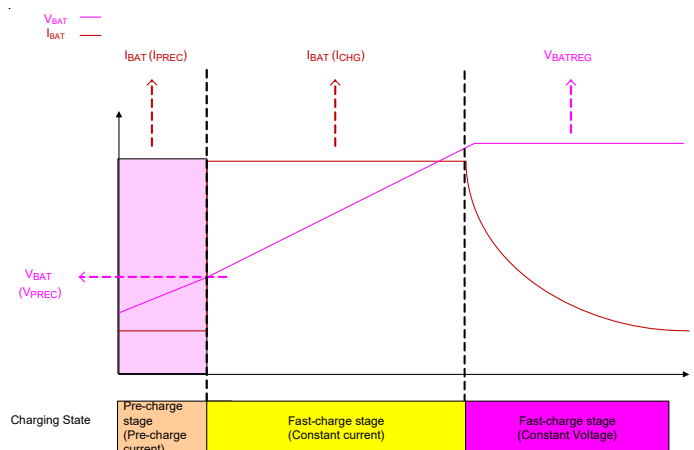 VBAT
IBAT
IBAT (IPREC)
IBAT (ICHG)
VBATREG
VBAT
(VPREC)
Charging State
Pre-charge
stage
(Pre-charge
current)
Fast-charge stage
(Constant current)
Fast-charge stage
(Constant Voltage)